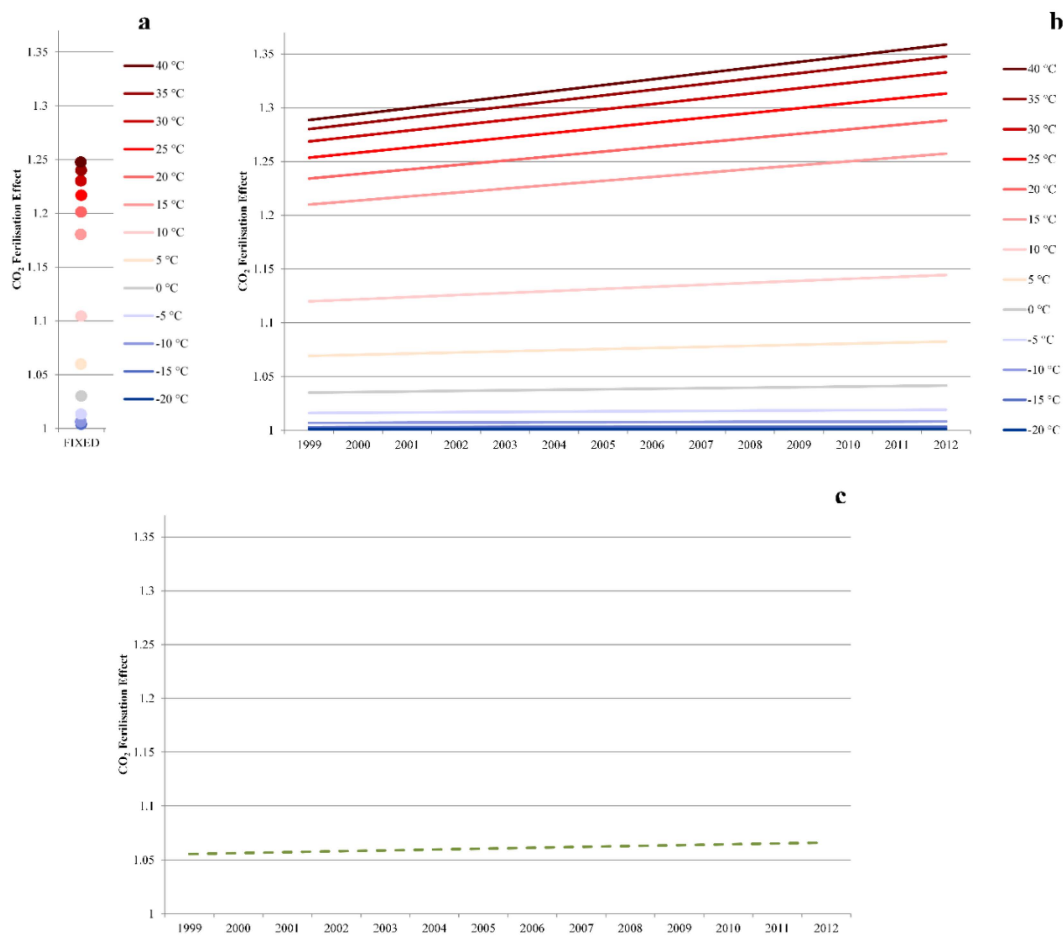 a
1.35
1.3
1.25
1.2
1.15
1.1
1.05
1
CO₂ Ferilisation Effect
FIXED
40 °C
35 °C
30 °C
25 °C
20 °C
15 °C
10 °C
5 °C
0 °C
-5 °C
-10 °C
-15 °C
-20 °C
b
1.35
1.3
1.25
1.2
1.15
1.1
1.05
1
1999 2000 2001 2002 2003 2004 2005 2006 2007 2008 2009 2010 2011 2012
40 °C
35 °C
30 °C
25 °C
20 °C
15 °C
10 °C
5 °C
0 °C
-5 °C
-10 °C
-15 °C
-20 °C
c
1.35
1.3
1.25
1.2
1.15
1.1
1.05
1
CO₂ Ferilisation Effect
1999 2000 2001 2002 2003 2004 2005 2006 2007 2008 2009 2010 2011 2012